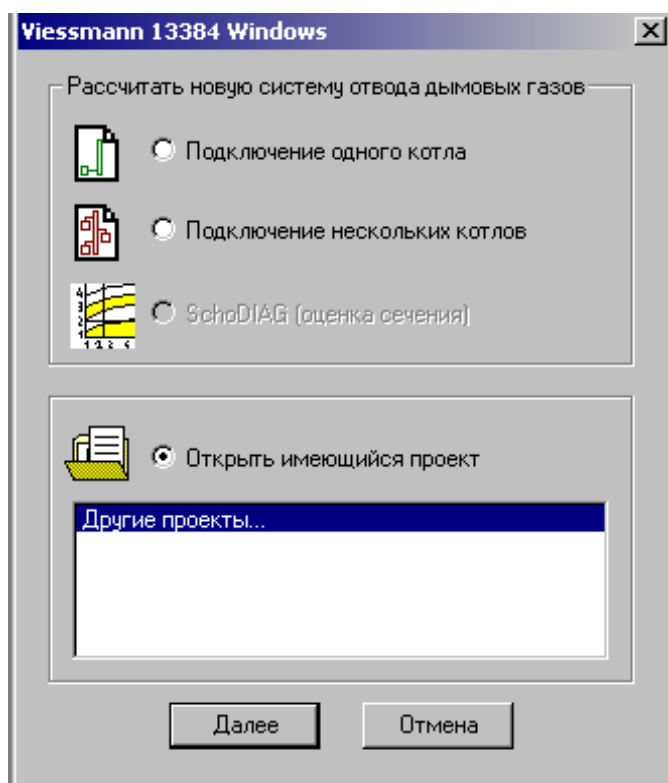 Viessmann 13384 Windows
Рассчитать новую систему отвода дымовых газов
Подключение одного котла
Подключение нескольких котлов
SchoDIAG (оценка сечения)
Открыть имеющийся проект
Другие проекты...
Далее Отмена